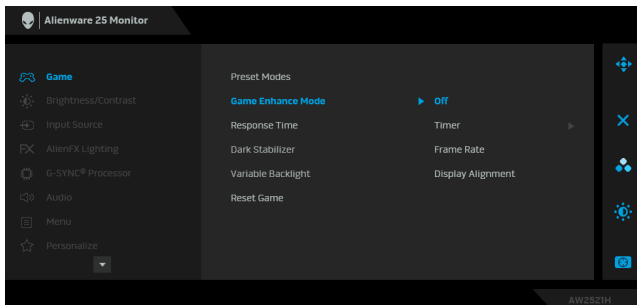 Alienware 25 Monitor
Game
Brightness/Contrast
Input Source
AlienFX Lighting
G-SYNC® Processor
Audio
Menu
Personalize
Preset Modes
Game Enhance Mode
Response Time
Dark Stabilizer
Variable Backlight
Reset Game
Off
Timer
Frame Rate
Display Alignment
AW2521H